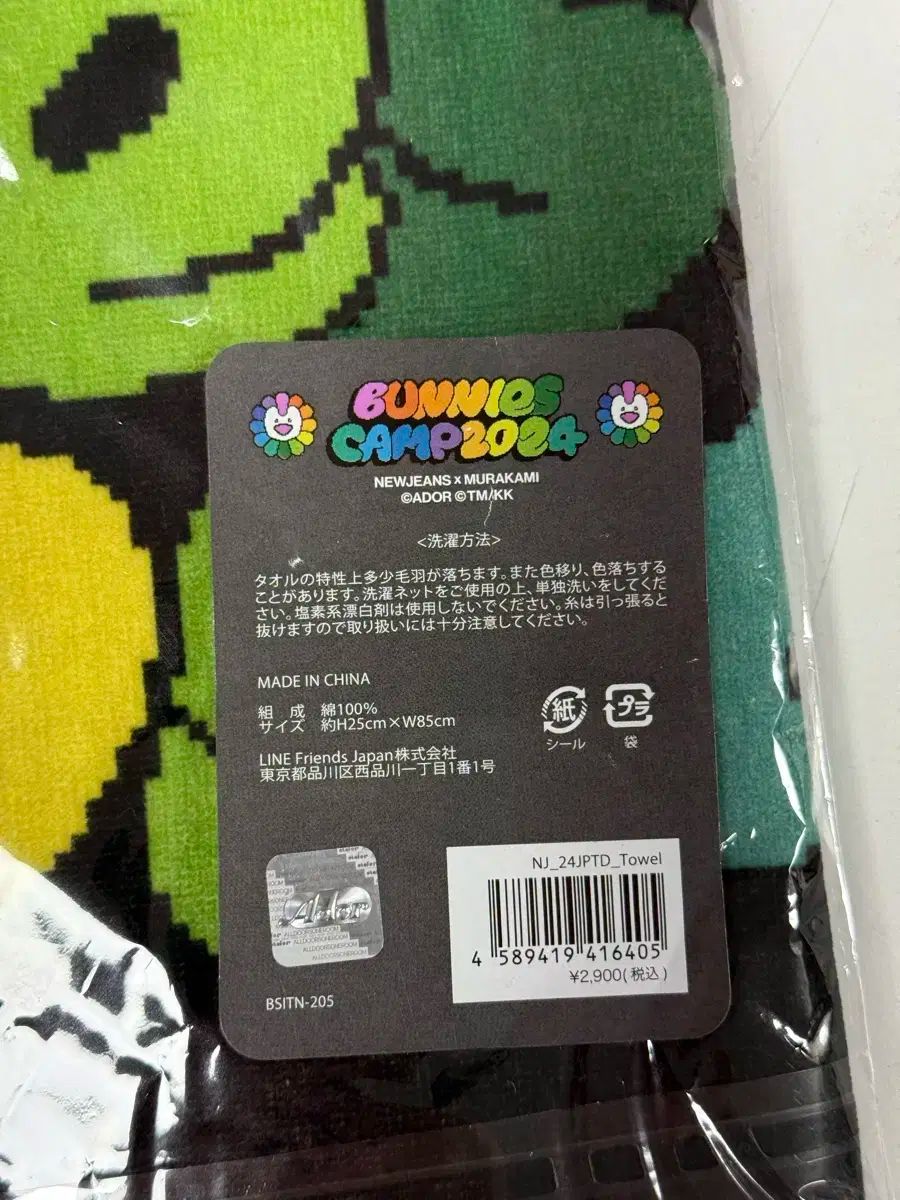 BUNNIES
CAMP2024
NEWJEANS x MURAKAMI
©ADOR ©TM/KK
<洗濯方法>
タオルの特性上多少毛羽が落ちます。また色移り、色落ちする
ことがあります。洗濯ネットをご使用の上、単独洗いをしてくだ
さい。塩素系漂白剤は使用しないでください。糸は引っ張ると
抜けますので取り扱いには十分注意してください。
MADE IN CHINA
組 成 綿100%
サイズ 約H25cm×W85cm
紙
シール
プラ
袋
LINE Friends Japan株式会社
東京都品川区西品川一丁目1番1号
Ador
ALLDOORSONEROOM
BSITN-205
NJ_24JPTD_Towel
4 589419 416405
¥2,900(税込)